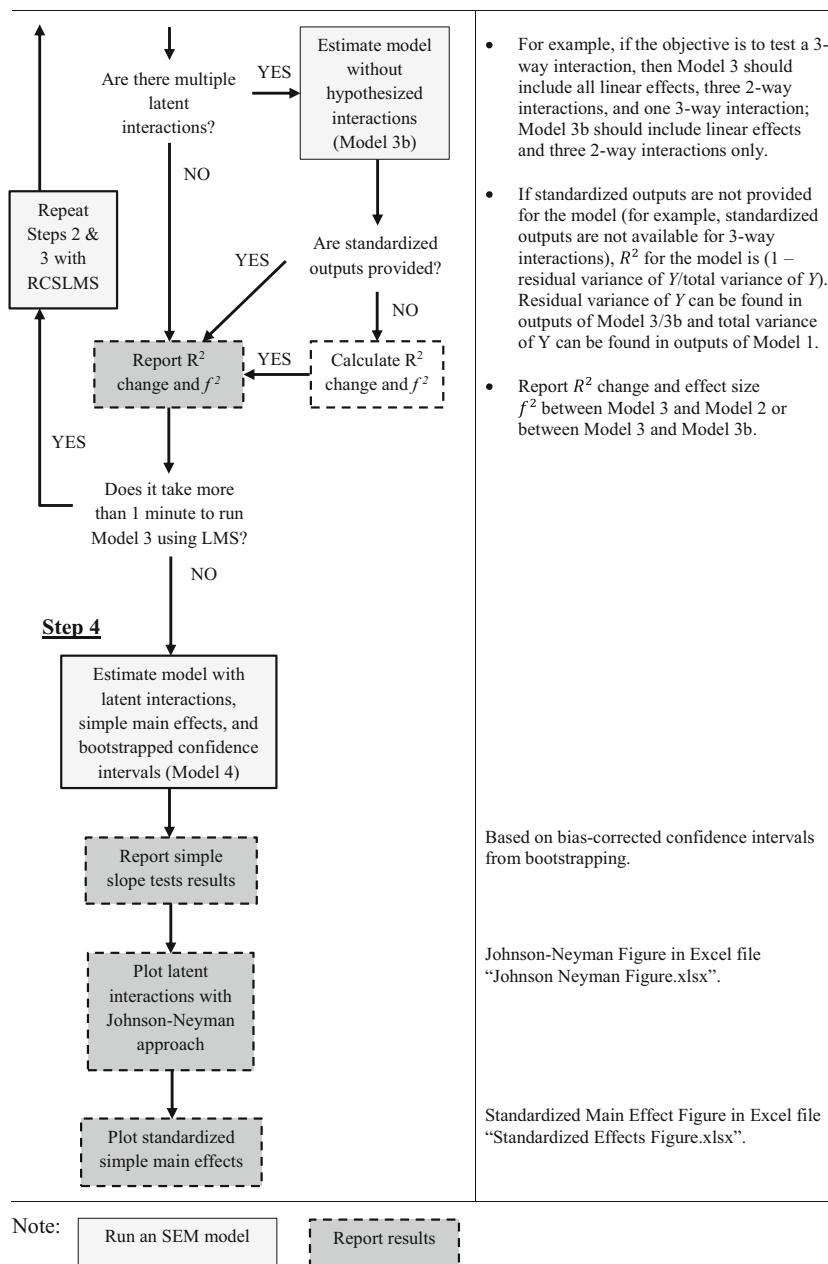 Are there multiple
latent
interactions?
YES
Estimate model
without
hypothesized
interactions
(Model 3b)
NO
Repeat
Steps 2 &
3 with
RCSLMS
Are standardized
outputs provided?
YES
NO
Report R²
change and f²
YES
Calculate R²
change and f²
YES
Does it take more
than 1 minute to run
Model 3 using LMS?
NO
Step 4
Estimate model with
latent interactions,
simple main effects, and
bootstrapped confidence
intervals (Model 4)
Report simple
slope tests results
Plot latent
interactions with
Johnson-Neyman
approach
Plot standardized
simple main effects
• For example, if the objective is to test a 3-
way interaction, then Model 3 should
include all linear effects, three 2-way
interactions, and one 3-way interaction;
Model 3b should include linear effects
and three 2-way interactions only.
• If standardized outputs are not provided
for the model (for example, standardized
outputs are not available for 3-way
interactions), R² for the model is (1 –
residual variance of Y/total variance of Y).
Residual variance of Y can be found in
outputs of Model 3/3b and total variance
of Y can be found in outputs of Model 1.
• Report R² change and effect size
f² between Model 3 and Model 2 or
between Model 3 and Model 3b.
Based on bias-corrected confidence intervals
from bootstrapping.
Johnson-Neyman Figure in Excel file
“Johnson Neyman Figure.xlsx”.
Standardized Main Effect Figure in Excel file
“Standardized Effects Figure.xlsx”.
Note:
Run an SEM model
Report results